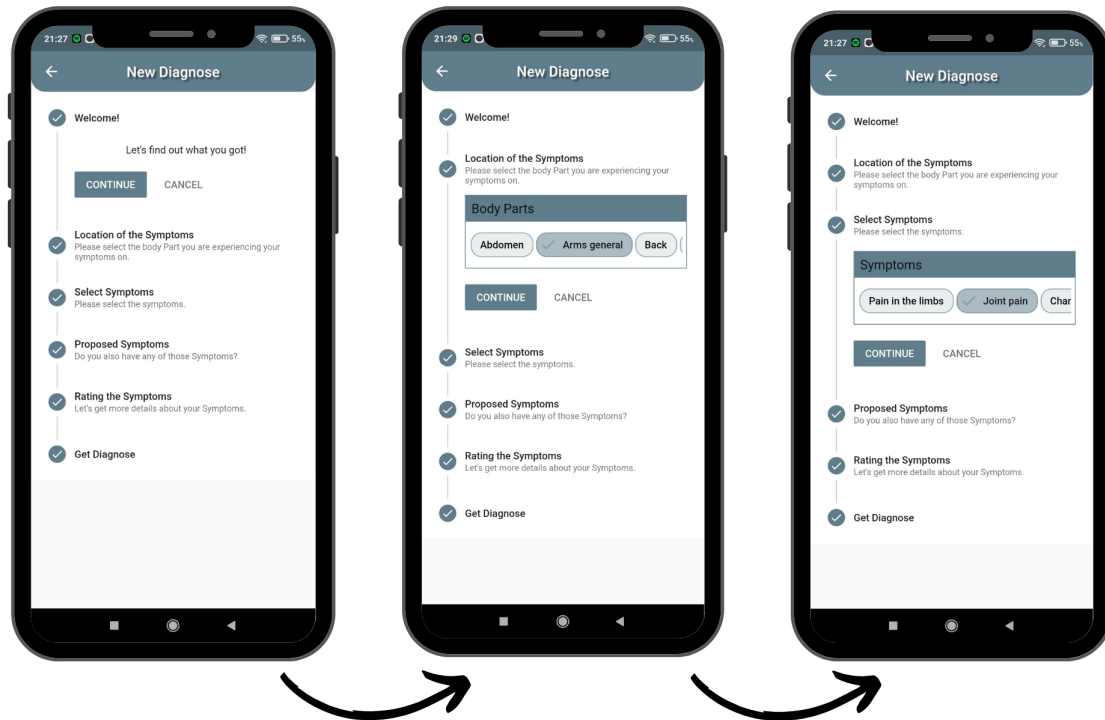 21:27
55%
New Diagnose
Welcome!
Let's find out what you got!
CONTINUE CANCEL
Location of the Symptoms
Please select the body Part you are experiencing your
symptoms on.
Select Symptoms
Please select the symptoms.
Proposed Symptoms
Do you also have any of those Symptoms?
Rating the Symptoms
Let's get more details about your Symptoms.
Get Diagnose
21:29
55%
New Diagnose
Welcome!
Location of the Symptoms
Please select the body Part you are experiencing your
symptoms on.
Body Parts
Abdomen Arms general Back
CONTINUE CANCEL
Select Symptoms
Please select the symptoms.
Proposed Symptoms
Do you also have any of those Symptoms?
Rating the Symptoms
Let's get more details about your Symptoms.
Get Diagnose
21:27
55%
New Diagnose
Welcome!
Location of the Symptoms
Please select the body Part you are experiencing your
symptoms on.
Select Symptoms
Please select the symptoms.
Symptoms
Pain in the limbs Joint pain Char
CONTINUE CANCEL
Proposed Symptoms
Do you also have any of those Symptoms?
Rating the Symptoms
Let's get more details about your Symptoms.
Get Diagnose